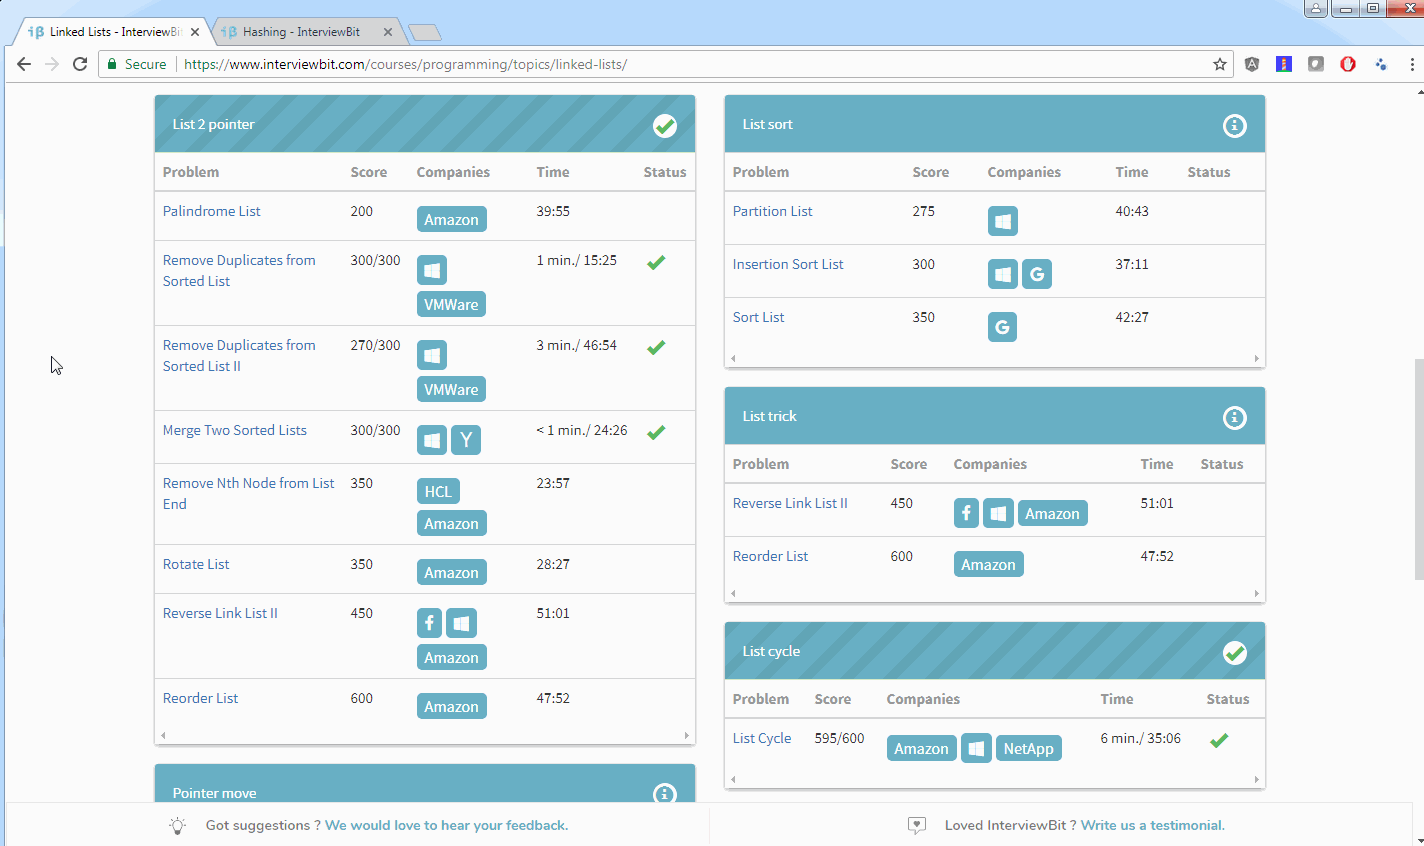 Linked Lists - InterviewBit
Hashing - InterviewBit
Secure https://www.interviewbit.com/courses/programming/topics/linked-lists/
List 2 pointer
Problem Score Companies Time Status
Palindrome List 200 Amazon 39:55
Remove Duplicates from 300/300 1 min./ 15:25
Sorted List
VMWare
Remove Duplicates from 270/300 3 min./ 46:54
Sorted List II
VMWare
Merge Two Sorted Lists 300/300 Y < 1 min./ 24:26
Remove Nth Node from List 350 HCL 23:57
End
Amazon
Rotate List 350 Amazon 28:27
Reverse Link List II 450 f 51:01
Amazon
Reorder List 600 Amazon 47:52
Pointer move
List sort
Problem Score Companies Time Status
Partition List 275 40:43
Insertion Sort List 300 G 37:11
Sort List 350 G 42:27
List trick
Problem Score Companies Time Status
Reverse Link List II 450 f Amazon 51:01
Reorder List 600 Amazon 47:52
List cycle
Problem Score Companies Time Status
List Cycle 595/600 Amazon NetApp 6 min./ 35:06
Got suggestions ? We would love to hear your feedback.
Loved InterviewBit ? Write us a testimonial.